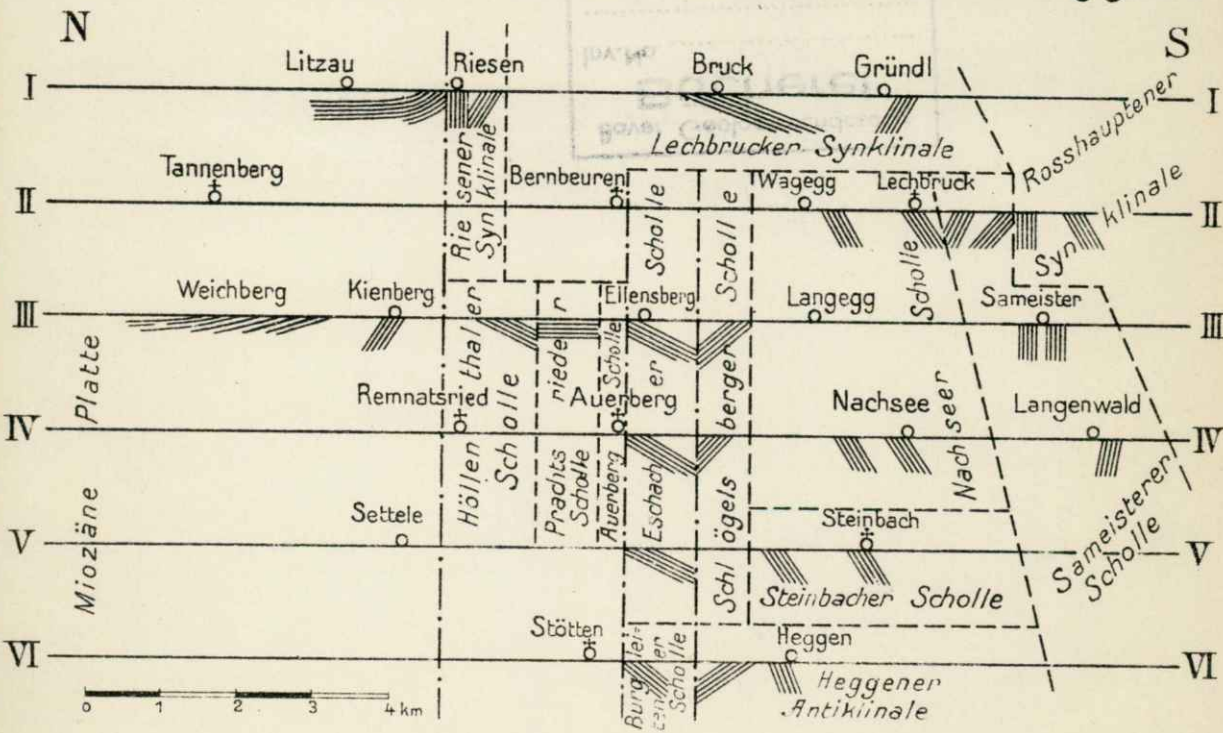 N
S
Litzau
Riesen
Bruck
Gründl
I
I
Riesener
Synklinale
Lechbrucker Synklinale
Rosshauptener
Synklinale
Tannenberg
Bernbeuren
Wagegg
Lechbruck
II
II
Weichberg
Kienberg
Ellensberg
Langegg
Sameister
III
III
Miozäne Platte
Höllenthaler
Scholle
Prachtsrieder
Scholle
Auerberg Scholle
Eschacher Scholle
Schlögelsberger Scholle
Nachseer Scholle
Remnatsried
Auerberg
Nachsee
Langenwald
IV
IV
Settele
Steinbach
V
V
Steinbacher Scholle
Sameisterer
Scholle
Stötten
Heggen
VI
VI
Scholle
Heggener
Antiklinale
0 1 2 3 4 km
Inv. No.